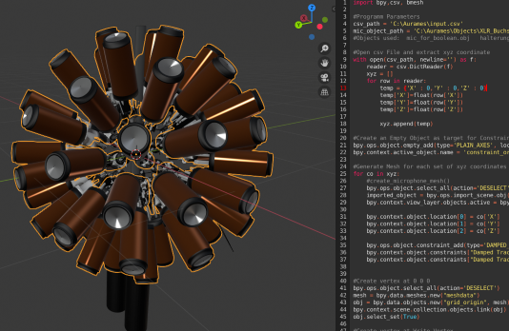 import bpy,csv, bmesh
#Programs Parameters
csv_path = 'C:\Aurames\input.csv'
mic_object_path = 'C:\Aurames\XLR_Buchs
#Objects used: mic_for_boolean.obj halterun
#Open csv File and extract xyz coordinate
with open(csv_path, newline='') as f:
reader = csv.DictReader(f)
xyz = []
for row in reader:
temp = {'X' : 0,'Y' : 0,'Z' : 0}
temp['X']=float(row['X'])
temp['Y']=float(row['Y'])
temp['Z']=float(row['Z'])
xyz.append(temp)
#Create an Empty Object as target for Constrain
bpy.ops.object.empty_add(type='PLAIN_AXES', loc
bpy.context.active_object.name = 'constraint_o
#Generate Mesh for each set of xyz coordinates
for co in xyz:
#create_microphone_mesh()
bpy.ops.object.select_all(action='DESELECT'
imported_object = bpy.ops.import_scene.obj
bpy.context.view_layer.objects.active = bpy
bpy.context.object.location[0] = co['X']
bpy.context.object.location[1] = co['Y']
bpy.context.object.location[2] = co['Z']
bpy.ops.object.constraint_add(type='DAMPED
bpy.context.object.constraints["Damped Trac
bpy.context.object.constraints["Damped Trac
#Create vertex at 0 0 0
bpy.ops.object.select_all(action='DESELECT')
mesh = bpy.data.meshes.new("meshdata")
obj = bpy.data.objects.new("grid_origin", mesh)
bpy.context.scene.collection.objects.link(obj)
obj.select_set(True)